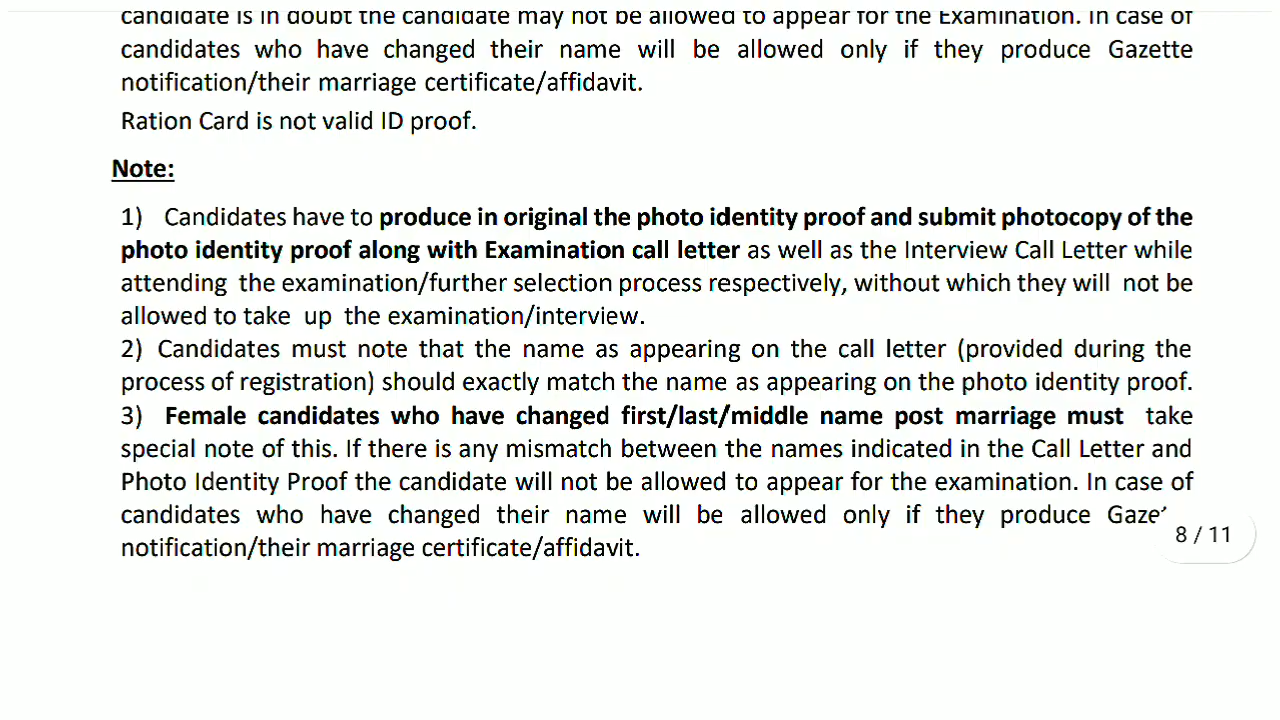 candidate is in doubt the candidate may not be allowed to appear for the Examination. In case of
candidates who have changed their name will be allowed only if they produce Gazette
notification/their marriage certificate/affidavit.
Ration Card is not valid ID proof.
Note:
1) Candidates have to produce in original the photo identity proof and submit photocopy of the
photo identity proof along with Examination call letter as well as the Interview Call Letter while
attending the examination/further selection process respectively, without which they will not be
allowed to take up the examination/interview.
2) Candidates must note that the name as appearing on the call letter (provided during the
process of registration) should exactly match the name as appearing on the photo identity proof.
3) Female candidates who have changed first/last/middle name post marriage must take
special note of this. If there is any mismatch between the names indicated in the Call Letter and
Photo Identity Proof the candidate will not be allowed to appear for the examination. In case of
candidates who have changed their name will be allowed only if they produce
notification/their marriage certificate/affidavit.
8 / 11